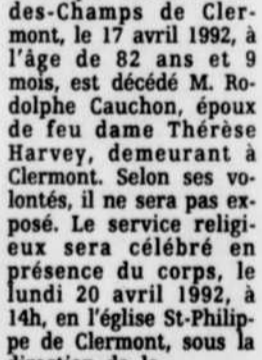 des-Champs de Cler-
mont, le 17 avril 1992, à
l'âge de 82 ans et 9
mois, est décédé M. Ro-
dolphe Cauchon, époux
de feu dame Thérèse
Harvey, demeurant à
Clermont. Selon ses vo-
lontés, il ne sera pas ex-
posé. Le service religi-
eux sera célébré en
présence du corps, le
lundi 20 avril 1992, à
14h, en l'église St-Philip-
pe de Clermont, sous la